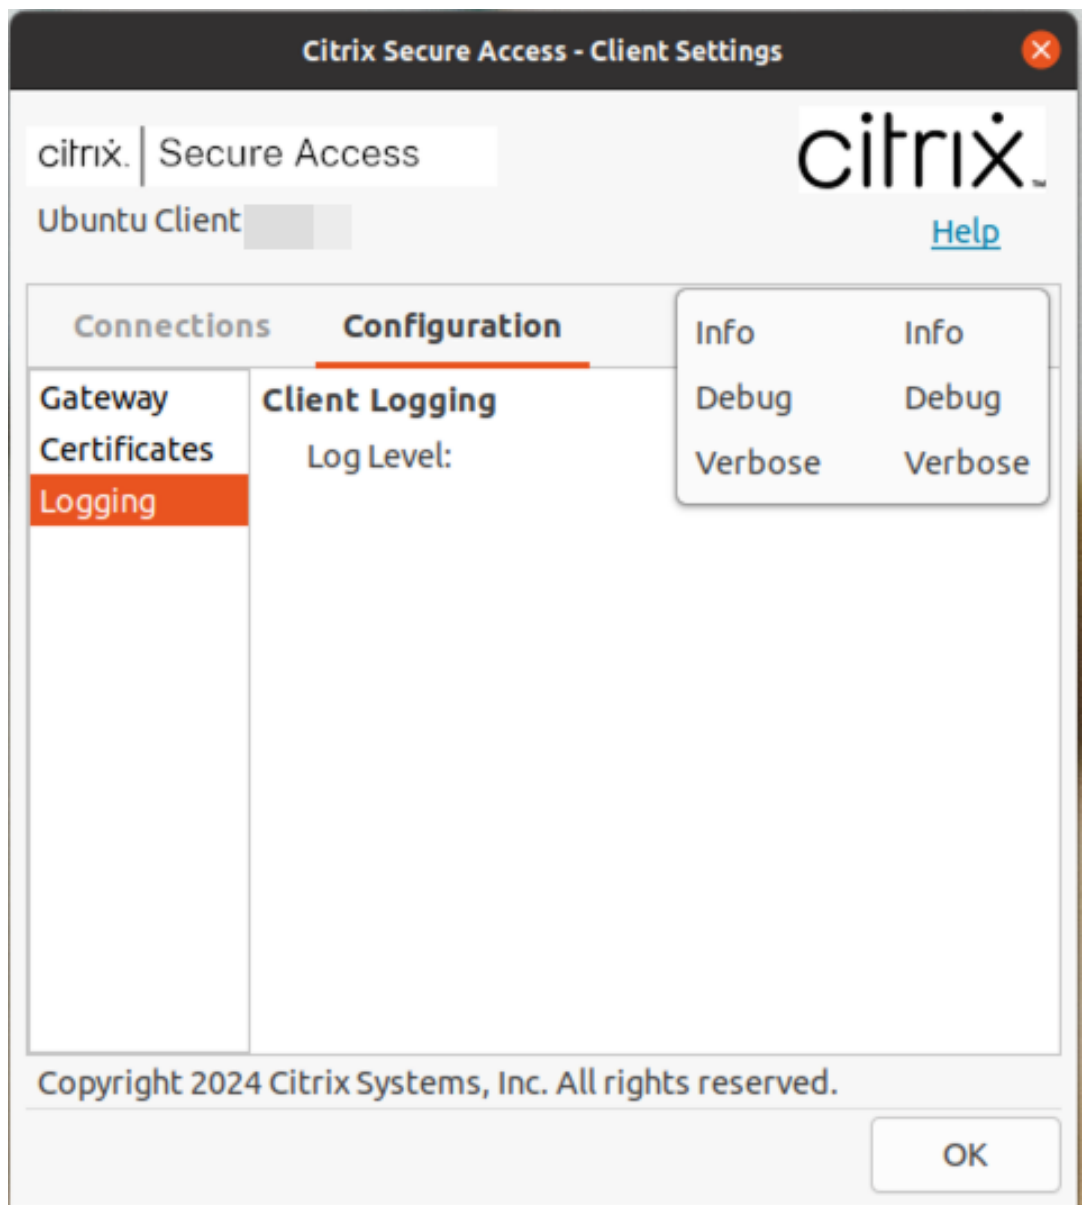 Citrix Secure Access - Client Settings
citrix. | Secure Access
citrix™
Ubuntu Client
Help
Connections Configuration
Info Info
Debug Debug
Verbose Verbose
Gateway
Certificates
Logging
Client Logging
Log Level:
Copyright 2024 Citrix Systems, Inc. All rights reserved.
OK